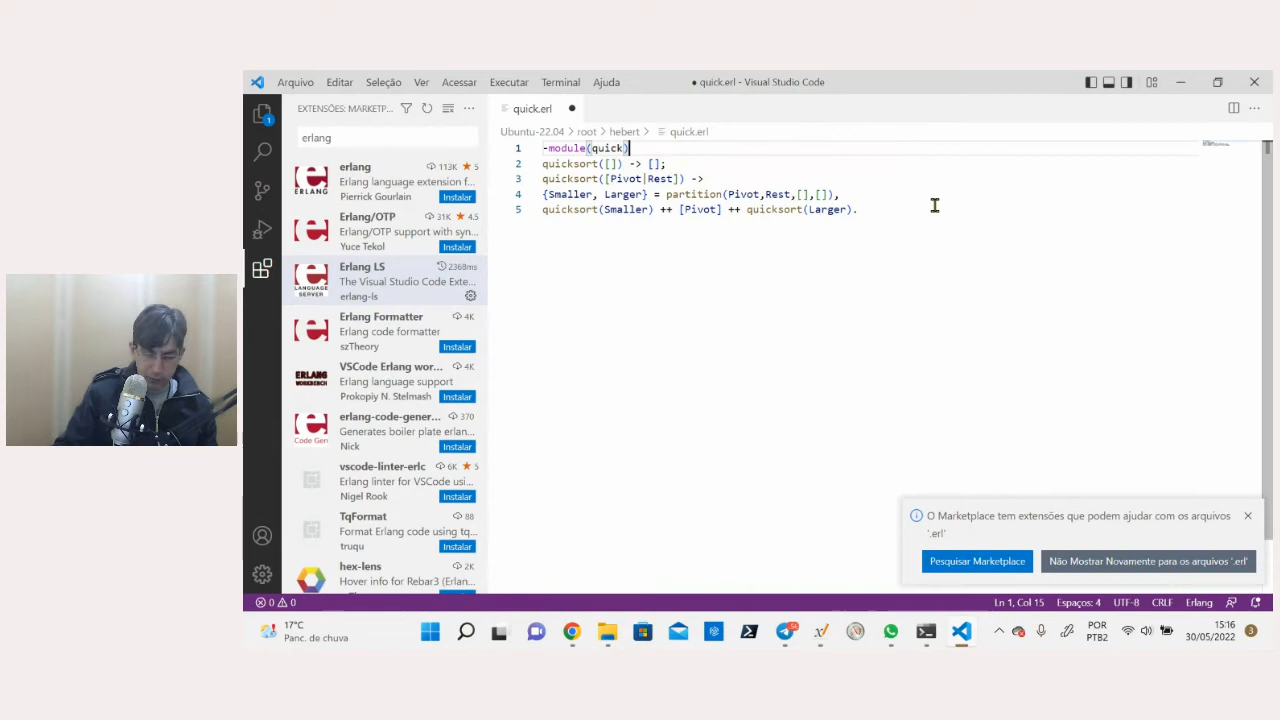 Arquivo Editar Seleção Ver Acessar Executar Terminal Ajuda
● quick.erl - Visual Studio Code
EXTENSÕES: MARKETP...
erlang
erlang 113K ★ 5
Erlang language extension f...
Pierrick Gourlain Instalar
Erlang/OTP 31K ★ 4.5
Erlang/OTP support with syn...
Yuce Tekol Instalar
Erlang LS 2368ms
The Visual Studio Code Exte...
erlang-ls
Erlang Formatter 4K
Erlang code formatter
szTheory Instalar
VSCode Erlang wor... 4K
Erlang language support
Prokopiy N. Stelmash Instalar
erlang-code-gener... 370
Generates boiler plate erlan...
Nick Instalar
vscode-linter-erlc 6K ★ 5
Erlang linter for VSCode usi...
Nigel Rook Instalar
TqFormat 88
Format Erlang code using tq...
truqu Instalar
hex-lens 2K
Hover info for Rebar3 (Erlan...
ERLANG
LANGUAGE
SERVER
ERLANG
WORKBENCH
Code Gen
1
quick.erl ●
Ubuntu-22.04 > root > hebert > quick.erl
1 -module(quick)
2 quicksort([]) -> [];
3 quicksort([Pivot|Rest]) ->
4 {Smaller, Larger} = partition(Pivot,Rest,[],[]),
5 quicksort(Smaller) ++ [Pivot] ++ quicksort(Larger).
O Marketplace tem extensões que podem ajudar com os arquivos
'.erl'
Pesquisar Marketplace Não Mostrar Novamente para os arquivos '.erl'
0 0 Ln 1, Col 15 Espaços: 4 UTF-8 CRLF Erlang
17°C
Panc. de chuva
POR
PTB2
15:16
30/05/2022
3